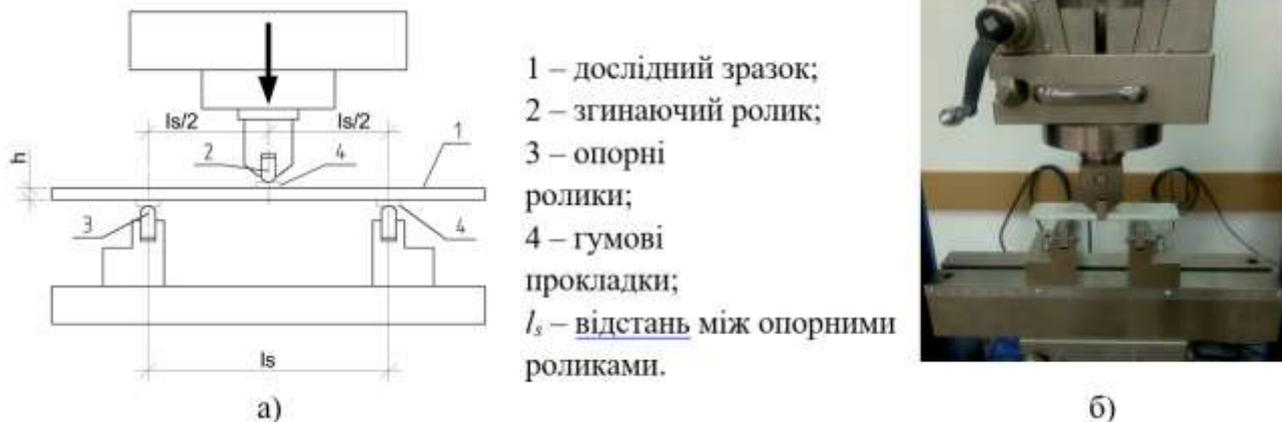 ls/2
ls/2
1
2
4
h
3
4
ls
а)
1 – дослідний зразок;
2 – згинаючий ролик;
3 – опорні
ролики;
4 – гумові
прокладки;
ls – відстань між опорними
роликами.
б)